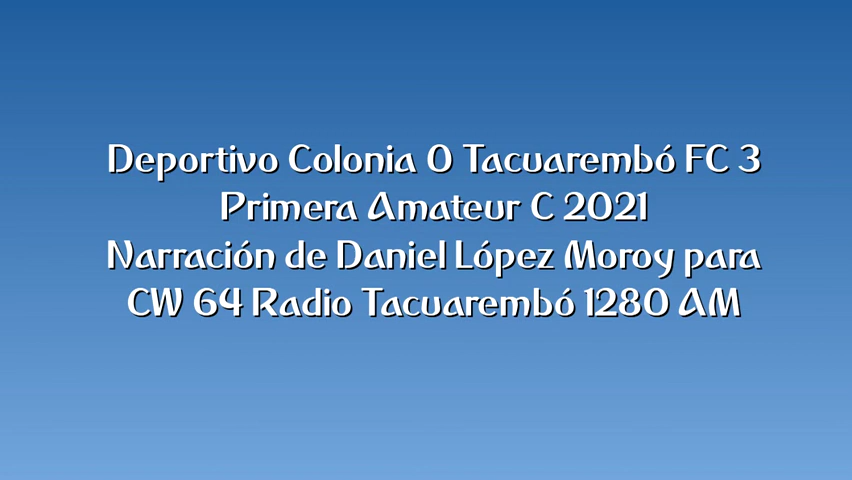 Deportivo Colonia 0 Tacuarembó FC 3
Primera Amateur C 2021
Narración de Daniel López Moroy para
CW 64 Radio Tacuarembó 1280 AM